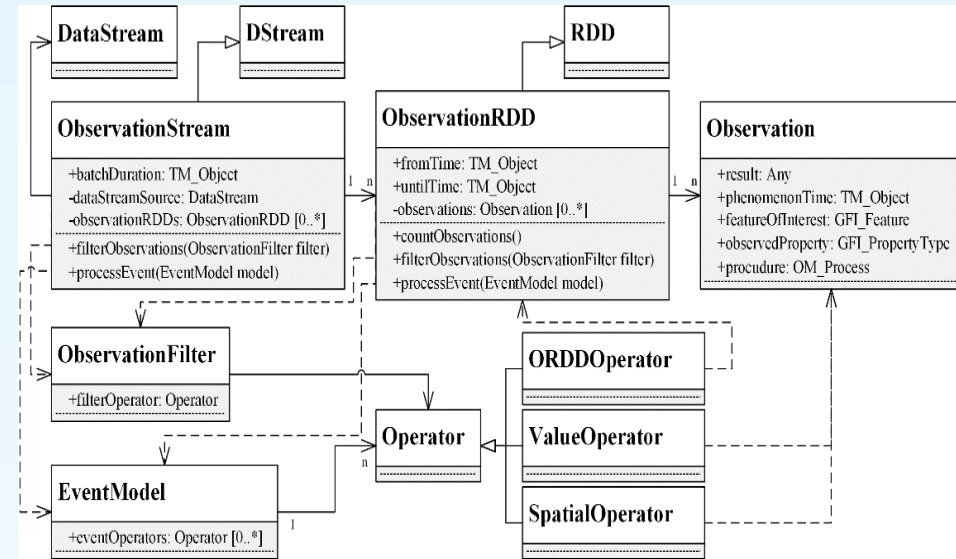 DataStream
DStream
RDD
ObservationStream
+batchDuration: TM_Object
-dataStreamSource: DataStream
-observationRDDs: ObservationRDD [0..*]
+filterObservations(ObservationFilter filter)
+processEvent(EventModel model)
1 n
ObservationRDD
+fromTime: TM_Object
+untilTime: TM_Object
-observations: Observation [0..*]
+countObservations()
+filterObservations(ObservationFilter filter)
+processEvent(EventModel model)
1 n
Observation
+result: Any
+phenomenonTime: TM_Object
+featureOfInterest: GFI_Feature
+observedProperty: GFI_PropertyType
+procudure: OM_Process
ObservationFilter
+filterOperator: Operator
Operator
n
ORDDOperator
ValueOperator
SpatialOperator
EventModel
+eventOperators: Operator [0..*]
1